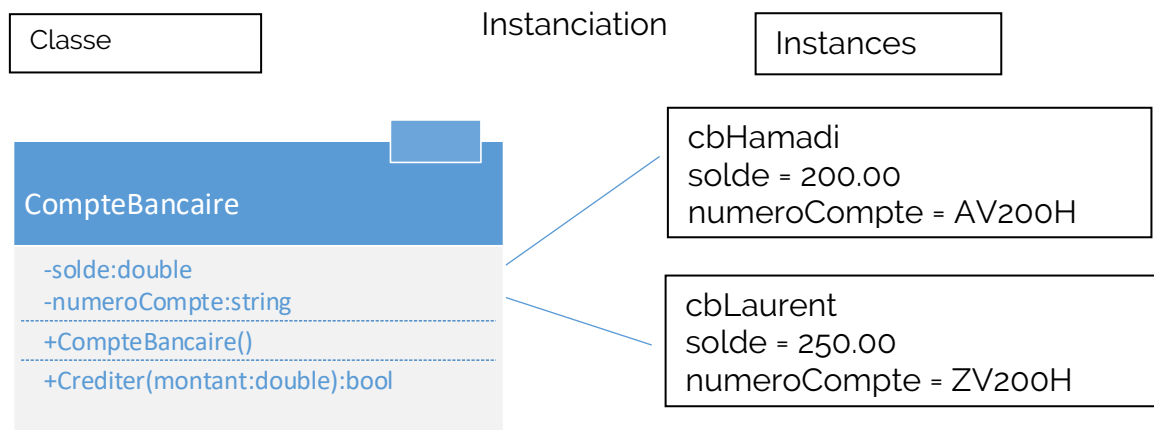 Classe
Instanciation
Instances
CompteBancaire
-solde:double
-numeroCompte:string
+CompteBancaire()
+Crediter(montant:double):bool
cbHamadi
solde = 200.00
numeroCompte = AV200H
cbLaurent
solde = 250.00
numeroCompte = ZV200H